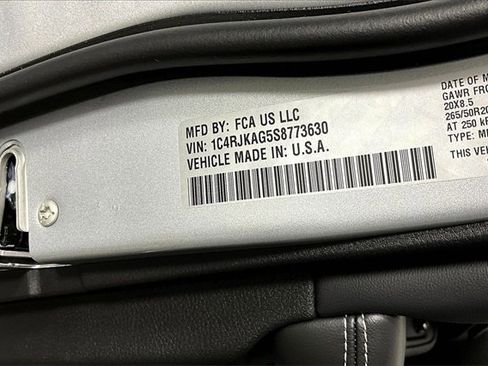 MFD BY: FCA US LLC
VIN: 1C4RJKAG5S8773630
VEHICLE MADE IN: U.S.A.
DATE OF M
GAWR FRO
20X8.5
265/50R20
AT 250 kP
TYPE: M
THIS VEH